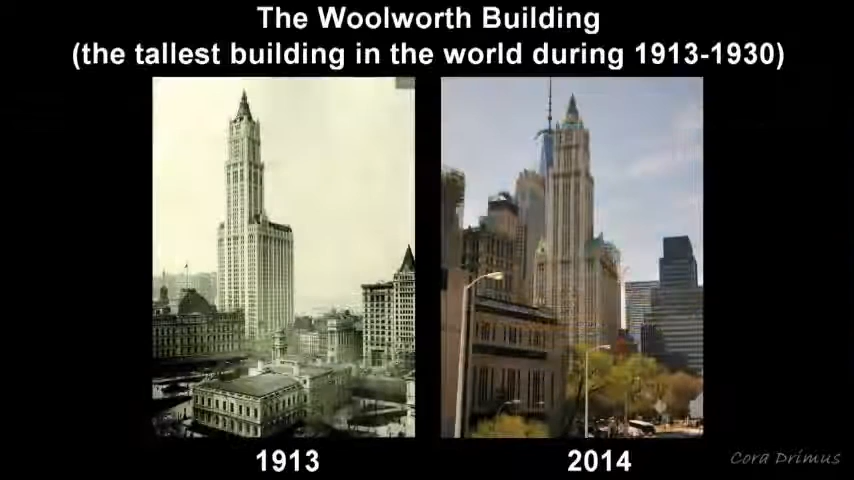 The Woolworth Building
(the tallest building in the world during 1913-1930)
1913
2014
Cora Drimus